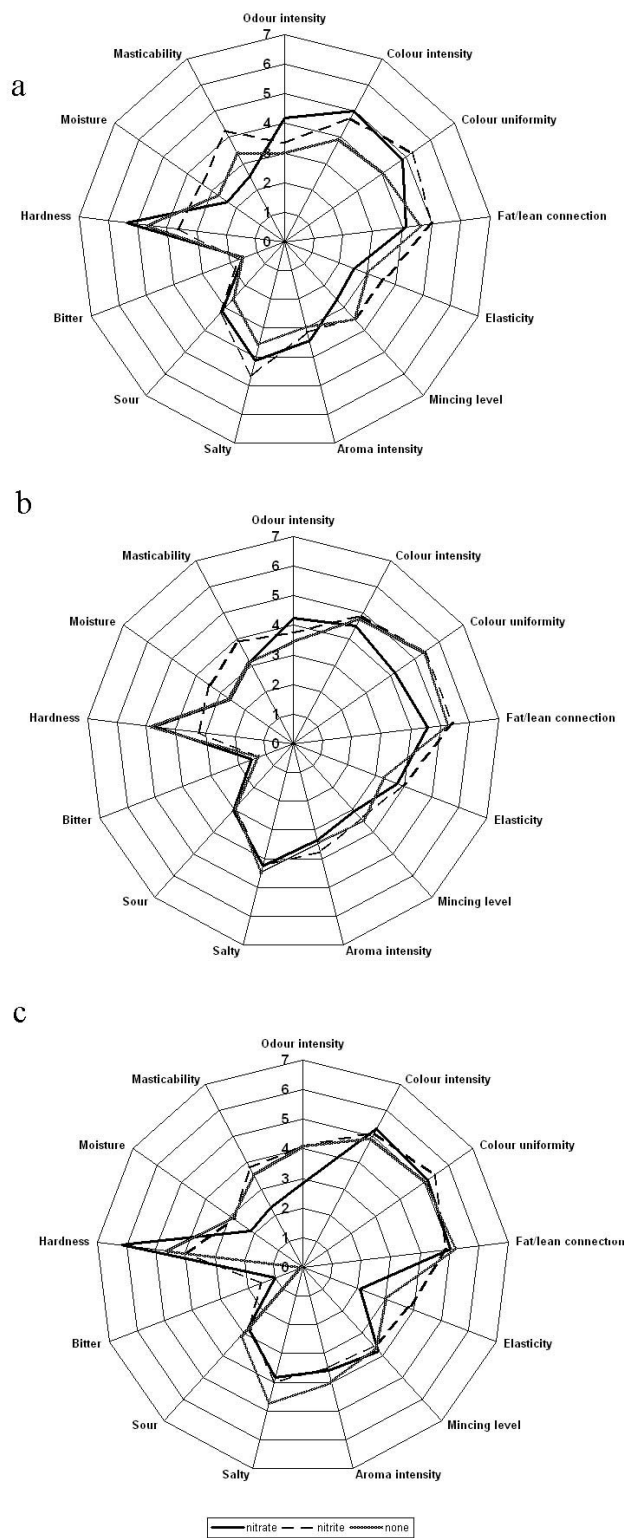 a
Odour intensity
Colour intensity
Colour uniformity
Fat/lean connection
Elasticity
Mincing level
Aroma intensity
Salty
Sour
Bitter
Hardness
Moisture
Masticability
7
6
5
4
3
2
1
0
b
Odour intensity
Colour intensity
Colour uniformity
Fat/lean connection
Elasticity
Mincing level
Aroma intensity
Salty
Sour
Bitter
Hardness
Moisture
Masticability
7
6
5
4
3
2
1
0
c
Odour intensity
Colour intensity
Colour uniformity
Fat/lean connection
Elasticity
Mincing level
Aroma intensity
Salty
Sour
Bitter
Hardness
Moisture
Masticability
7
6
5
4
3
2
1
0
nitrate nitrite none